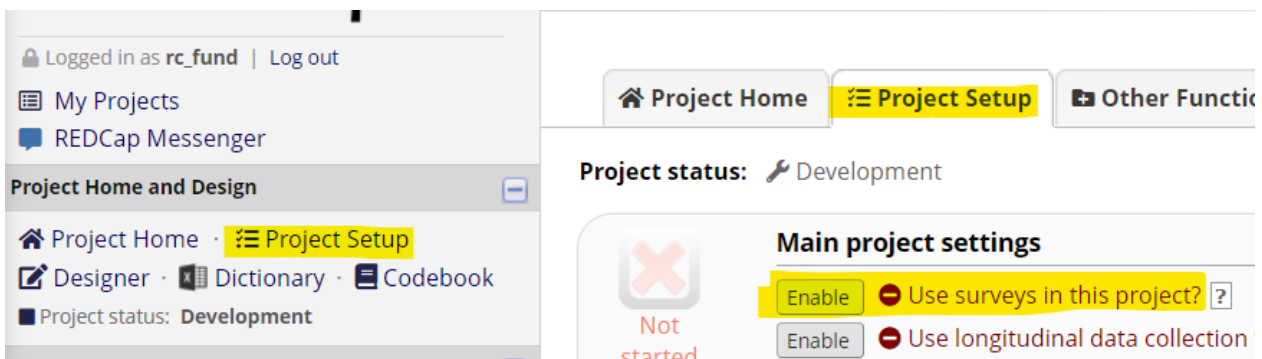 Logged in as rc_fund | Log out
My Projects
REDCap Messenger
Project Home and Design
Project Home · Project Setup
Designer · Dictionary · Codebook
Project status: Development
Project Home
Project Setup
Other Functio
Project status: Development
Not
started
Main project settings
Enable Use surveys in this project? ?
Enable Use longitudinal data collection